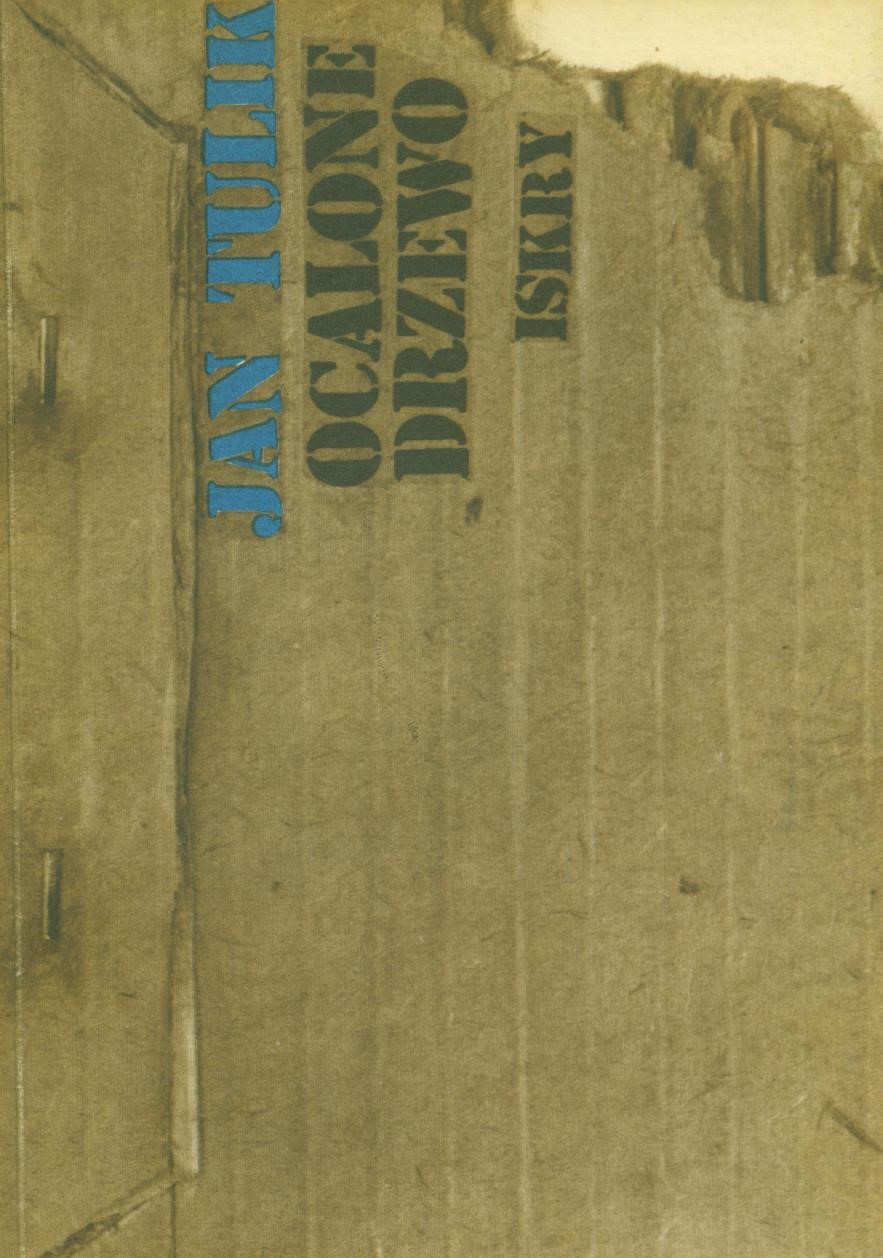 JAN TULIK
OCALONE
DRZEWO
ISKRY